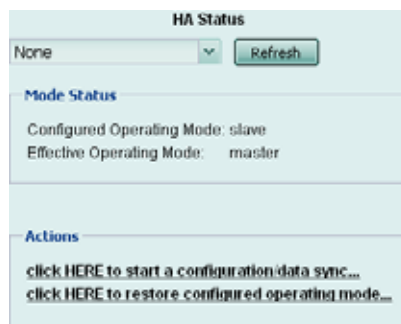 HA Status
None Refresh
Mode Status
Configured Operating Mode: slave
Effective Operating Mode: master
Actions
click HERE to start a configuration/data sync...
click HERE to restore configured operating mode...